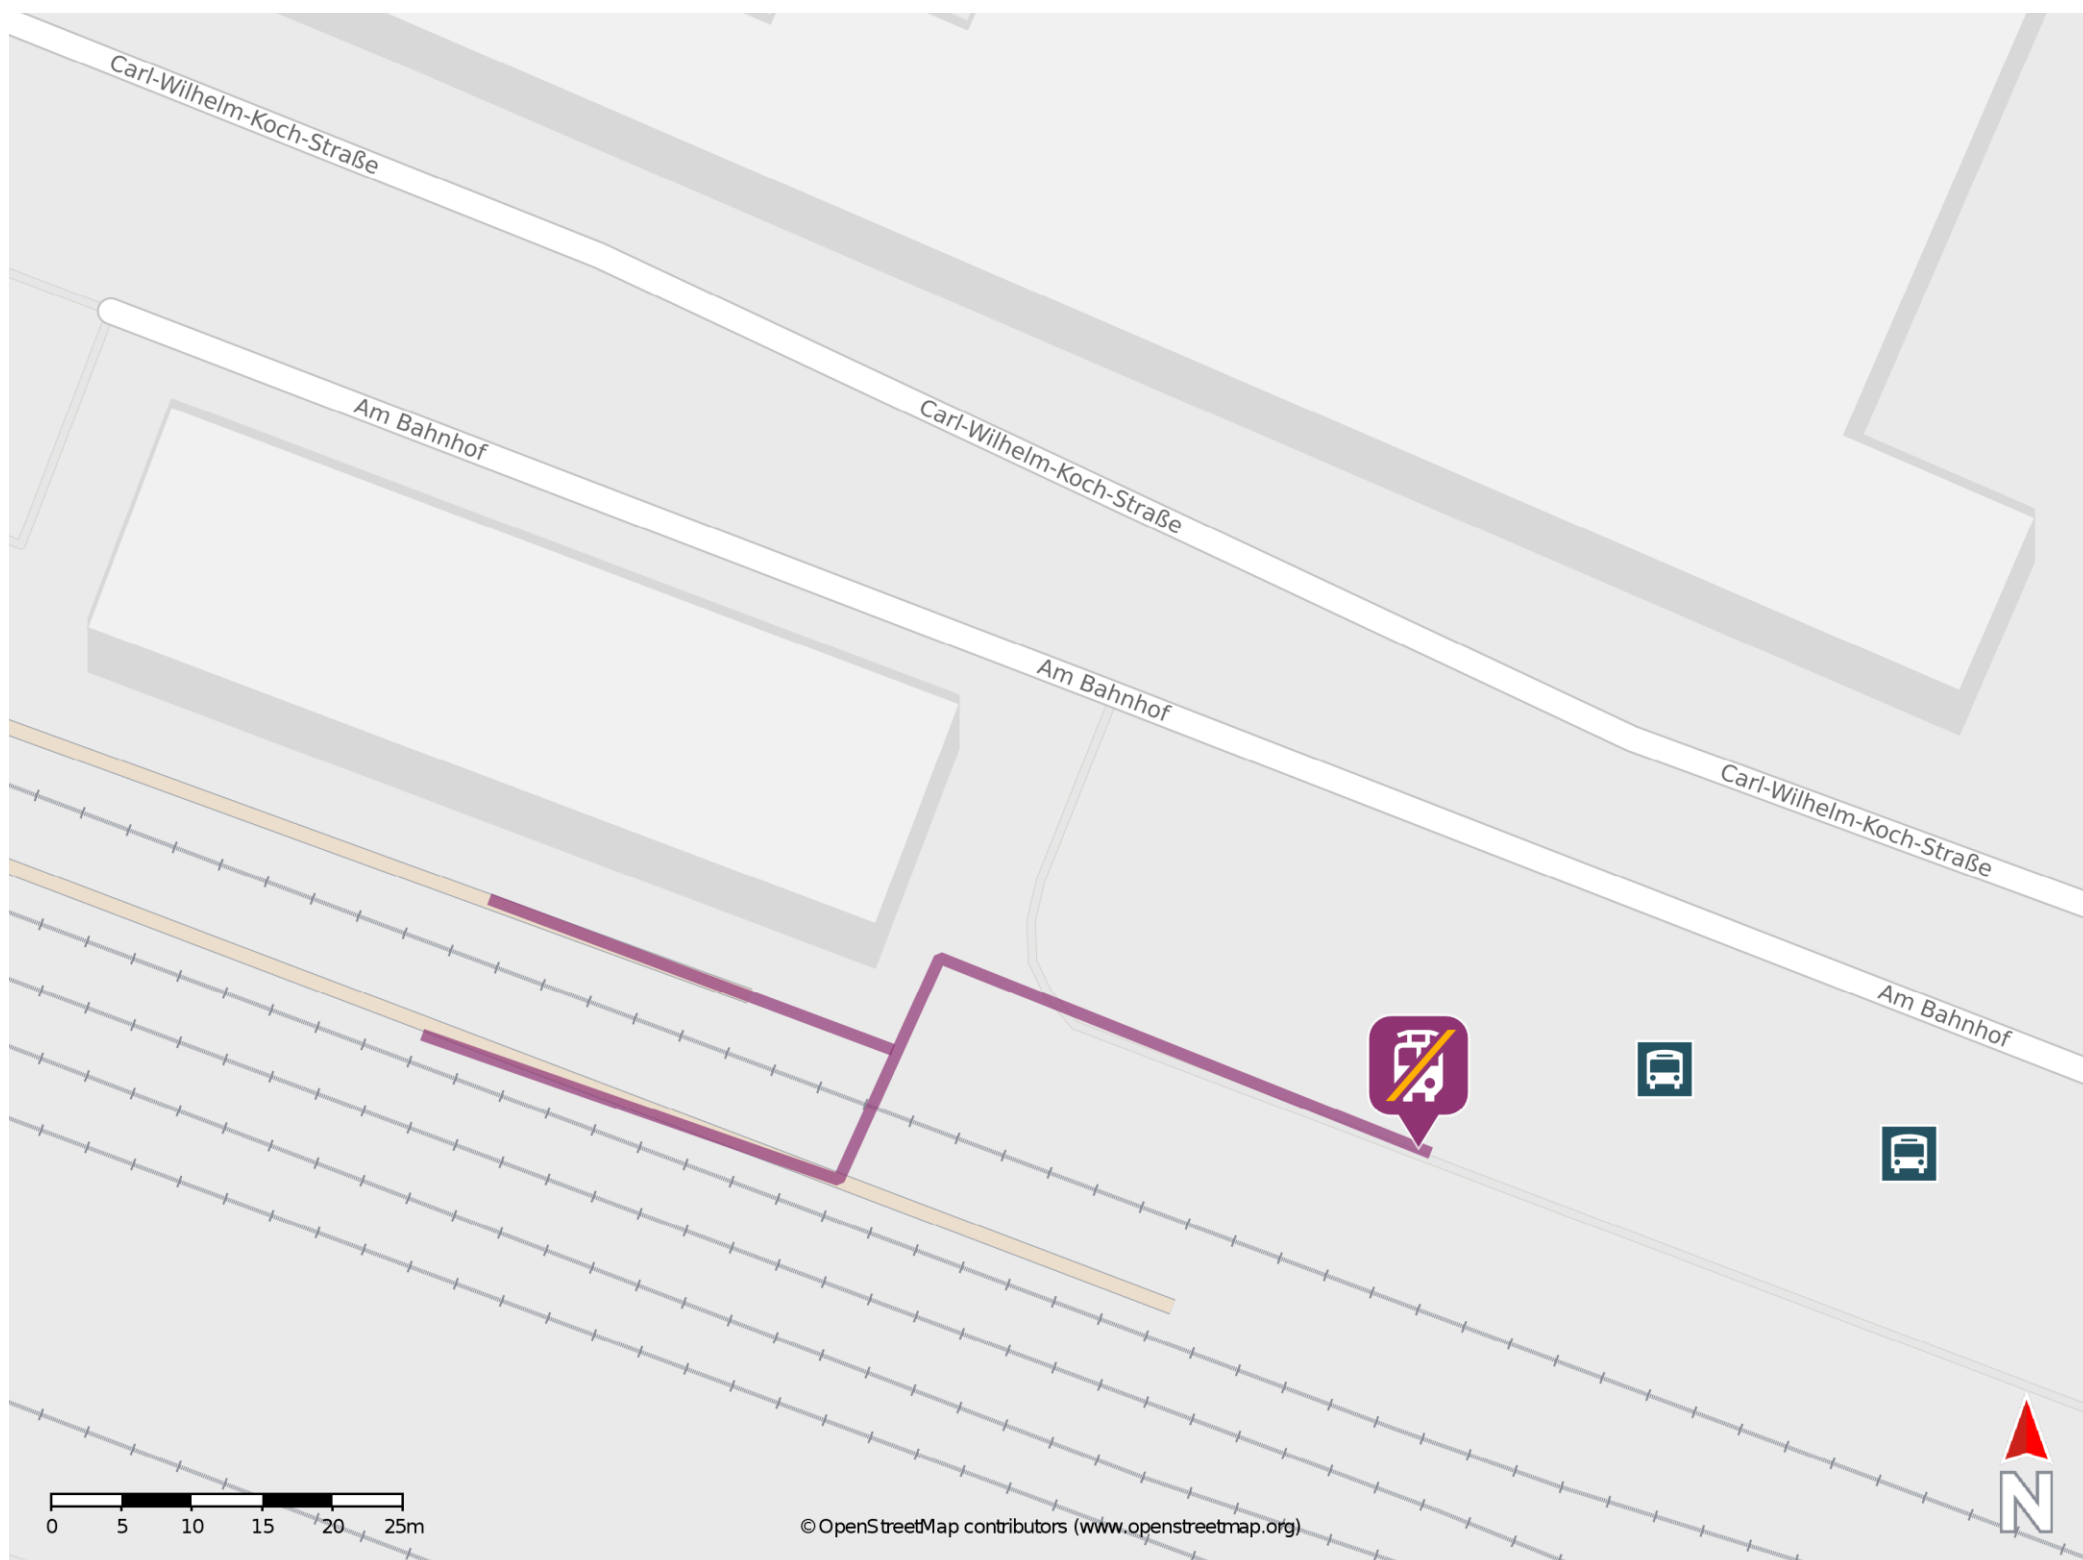 Carl-Wilhelm-Koch-Straße
Am Bahnhof
Carl-Wilhelm-Koch-Straße
Am Bahnhof
Carl-Wilhelm-Koch-Straße
Am Bahnhof
N
0 5 10 15 20 25m
© OpenStreetMap contributors (www.openstreetmap.org)